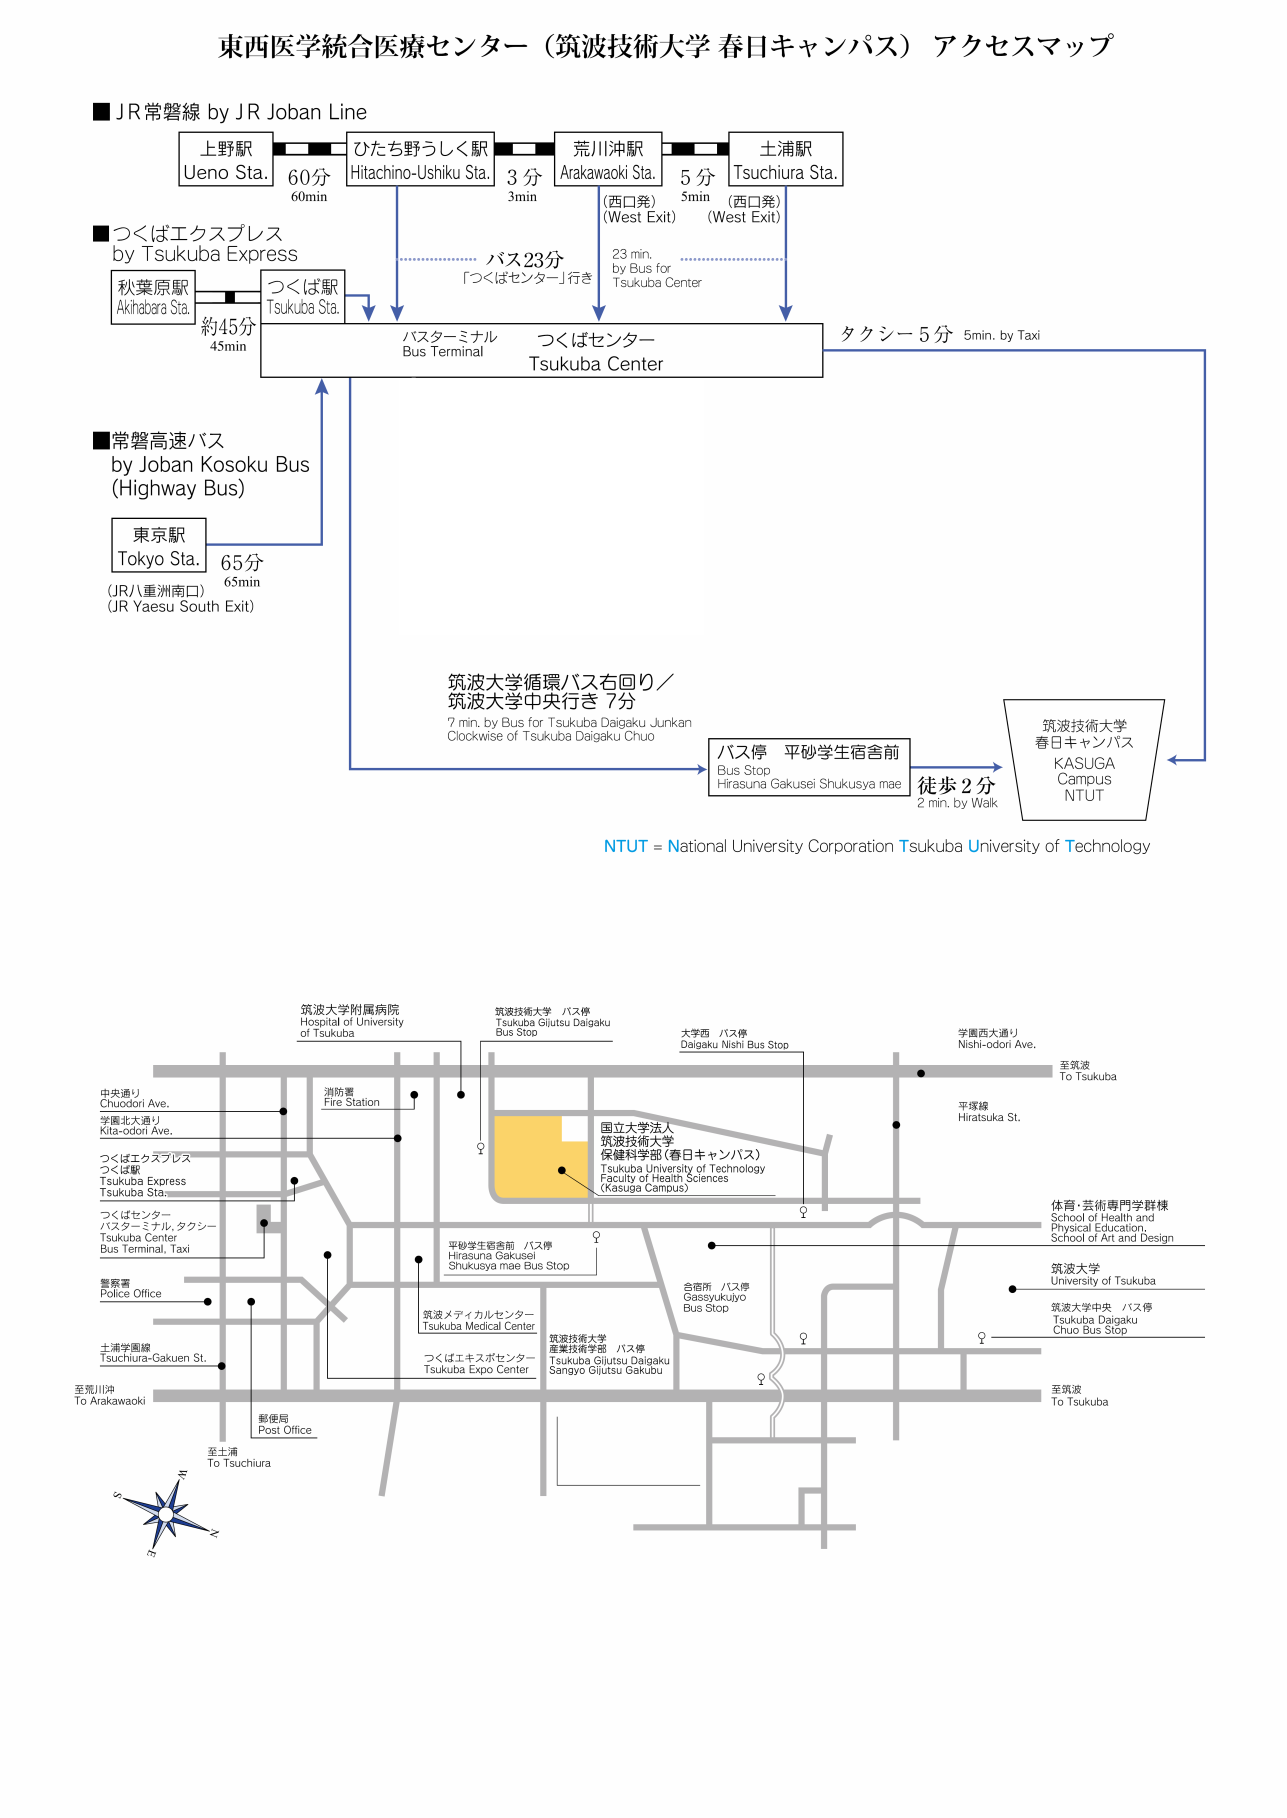 東西医学統合医療センター（筑波技術大学 春日キャンパス） アクセスマップ
■ＪＲ常磐線 by ＪＲ Joban Line
上野駅
Ueno Sta.
60分
60min
ひたち野うしく駅
Hitachino-Ushiku Sta.
３分
3min
荒川沖駅
Arakawaoki Sta.
５分
5min
土浦駅
Tsuchiura Sta.
（西口発）
(West Exit)
（西口発）
(West Exit)
■つくばエクスプレス
by Tsukuba Express
バス23分
「つくばセンター」行き
23 min.
by Bus for
Tsukuba Center
秋葉原駅
Akihabara Sta.
つくば駅
Tsukuba Sta.
約45分
45min
バスターミナル
Bus Terminal
つくばセンター
Tsukuba Center
タクシー５分 5min. by Taxi
■常磐高速バス
by Joban Kosoku Bus
(Highway Bus)
東京駅
Tokyo Sta.
65分
65min
（JR八重洲南口）
(JR Yaesu South Exit)
筑波大学循環バス右回り／
筑波大学中央行き 7分
7 min. by Bus for Tsukuba Daigaku Junkan
Clockwise of Tsukuba Daigaku Chuo
バス停　平砂学生宿舎前
Bus Stop
Hirasuna Gakusei Shukusya mae
徒歩２分
2 min. by Walk
筑波技術大学
春日キャンパス
KASUGA
Campus
NTUT
NTUT = National University Corporation Tsukuba University of Technology
筑波大学附属病院
Hospital of University
of Tsukuba
筑波技術大学　バス停
Tsukuba Gijutsu Daigaku
Bus Stop
大学西　バス停
Daigaku Nishi Bus Stop
学園西大通り
Nishi-odori Ave.
至筑波
To Tsukuba
中央通り
Chuodori Ave.
消防署
Fire Station
平塚線
Hiratsuka St.
学園北大通り
Kita-odori Ave.
国立大学法人
筑波技術大学
保健科学部（春日キャンパス）
Tsukuba University of Technology
Faculty of Health Sciences
(Kasuga Campus)
つくばエクスプレス
つくば駅
Tsukuba Express
Tsukuba Sta.
つくばセンター
バスターミナル，タクシー
Tsukuba Center
Bus Terminal, Taxi
体育・芸術専門学群棟
School of Health and
Physical Education.
School of Art and Design
平砂学生宿舎前　バス停
Hirasuna Gakusei
Shukusya mae Bus Stop
警察署
Police Office
合宿所　バス停
Gassyukujyo
Bus Stop
筑波大学
University of Tsukuba
筑波メディカルセンター
Tsukuba Medical Center
筑波大学中央　バス停
Tsukuba Daigaku
Chuo Bus Stop
土浦学園線
Tsuchiura-Gakuen St.
つくばエキスポセンター
Tsukuba Expo Center
筑波技術大学
産業技術学部　バス停
Tsukuba Gijutsu Daigaku
Sangyo Gijutsu Gakubu
至荒川沖
To Arakawaoki
至筑波
To Tsukuba
郵便局
Post Office
至土浦
To Tsuchiura
W
S
N
E